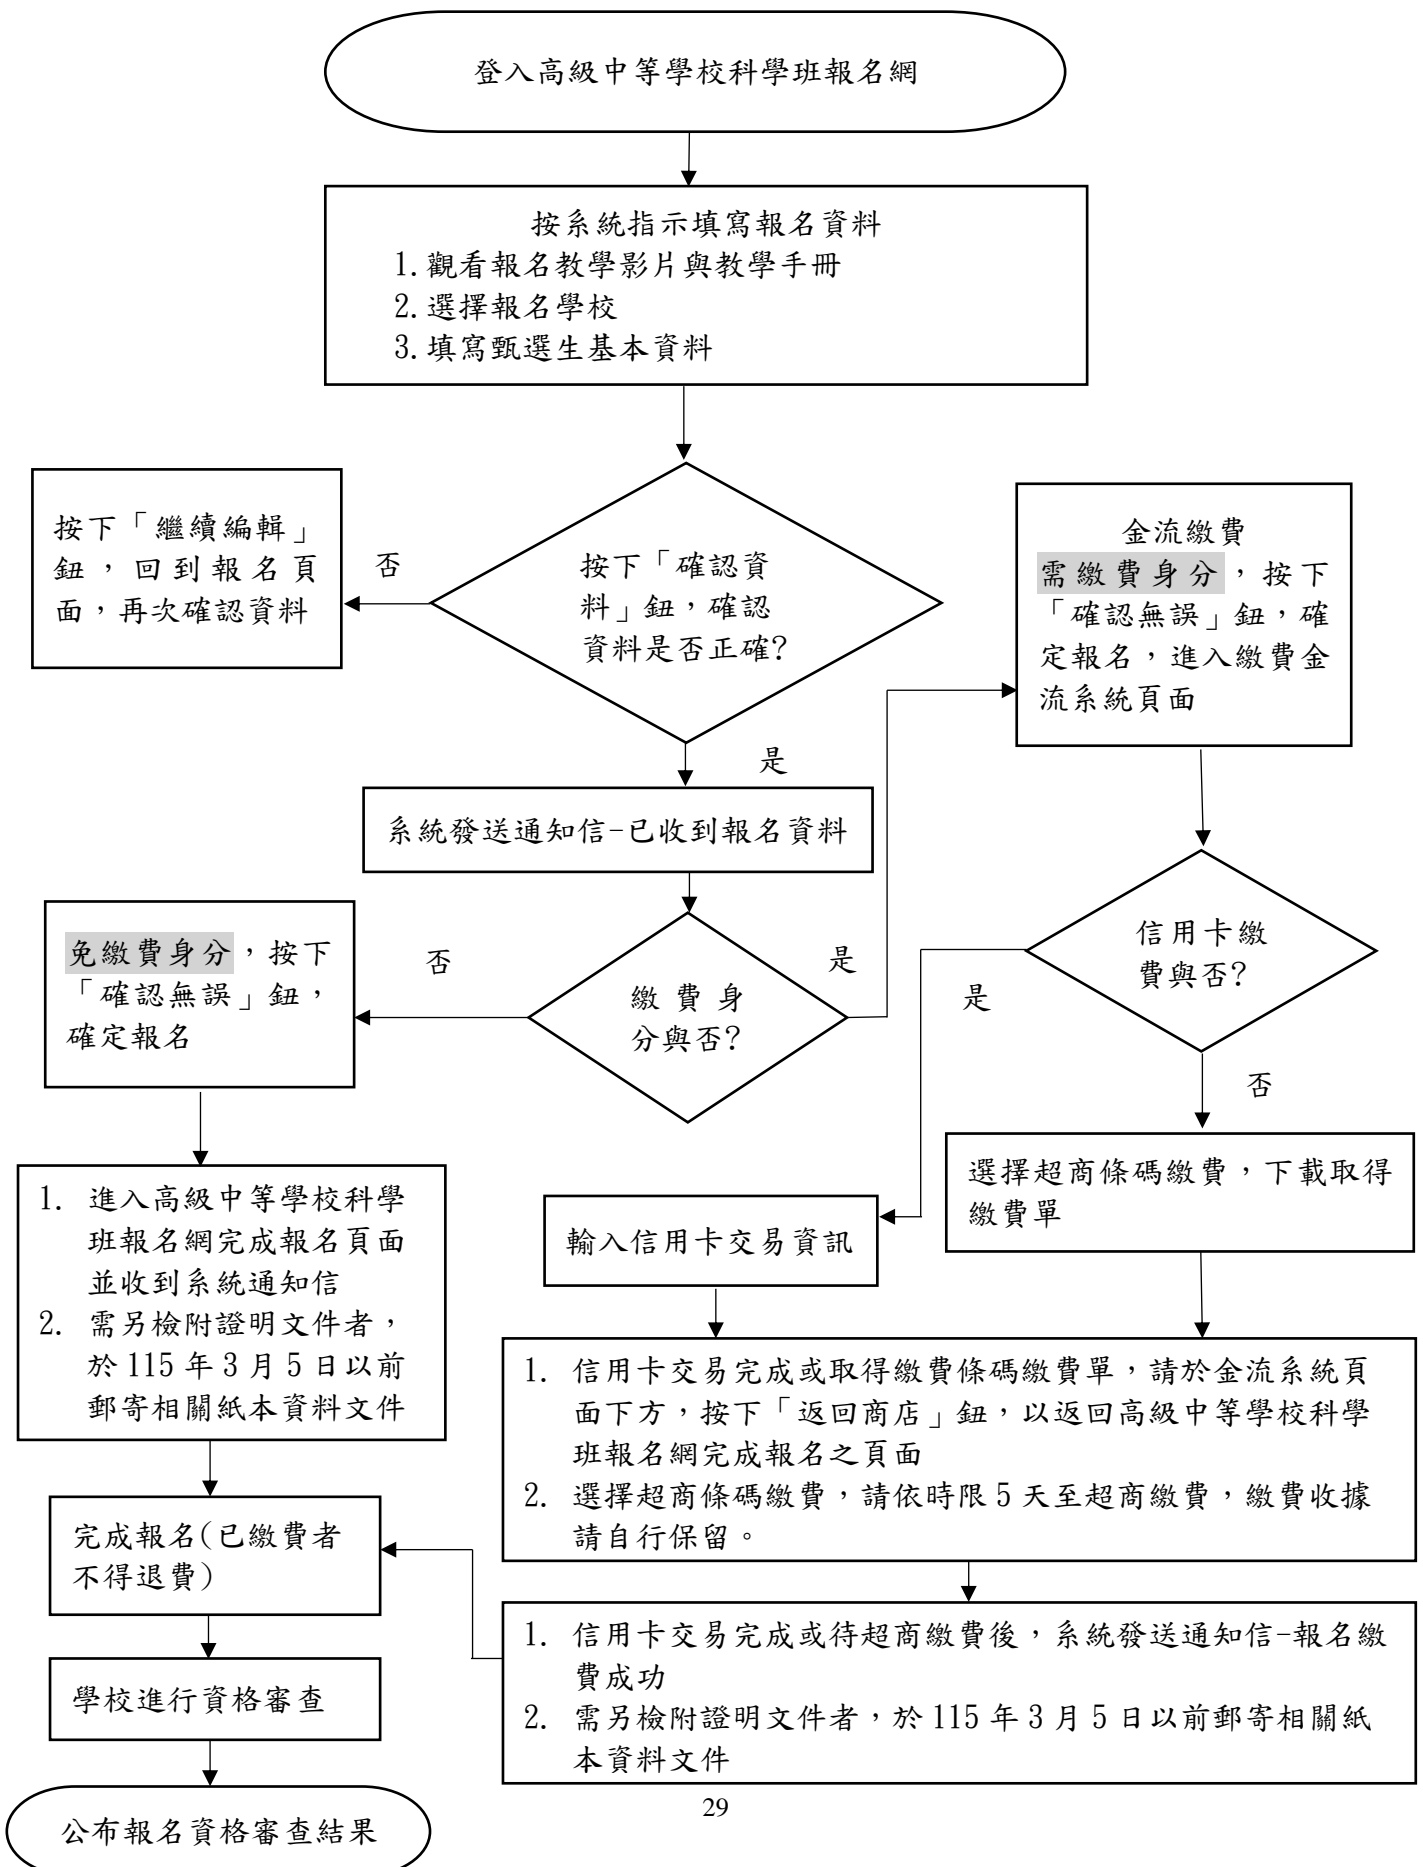 登入高級中等學校科學班報名網
按系統指示填寫報名資料
1.觀看報名教學影片與教學手冊
2.選擇報名學校
3.填寫甄選生基本資料
按下「繼續編輯」
鈕，回到報名頁
面，再次確認資料
否
按下「確認資
料」鈕，確認
資料是否正確?
金流繳費
需繳費身分，按下
「確認無誤」鈕，確
定報名，進入繳費金
流系統頁面
是
系統發送通知信-已收到報名資料
免繳費身分，按下
「確認無誤」鈕，
確定報名
否
繳費身
分與否?
是
信用卡繳
費與否?
是
否
選擇超商條碼繳費，下載取得
繳費單
輸入信用卡交易資訊
1. 進入高級中等學校科學
班報名網完成報名頁面
並收到系統通知信
2. 需另檢附證明文件者，
於115年3月5日以前
郵寄相關紙本資料文件
1. 信用卡交易完成或取得繳費條碼繳費單，請於金流系統頁
面下方，按下「返回商店」鈕，以返回高級中等學校科學
班報名網完成報名之頁面
2. 選擇超商條碼繳費，請依時限5天至超商繳費，繳費收據
請自行保留。
完成報名(已繳費者
不得退費)
1. 信用卡交易完成或待超商繳費後，系統發送通知信-報名繳
費成功
2. 需另檢附證明文件者，於115年3月5日以前郵寄相關紙
本資料文件
學校進行資格審查
公布報名資格審查結果
29